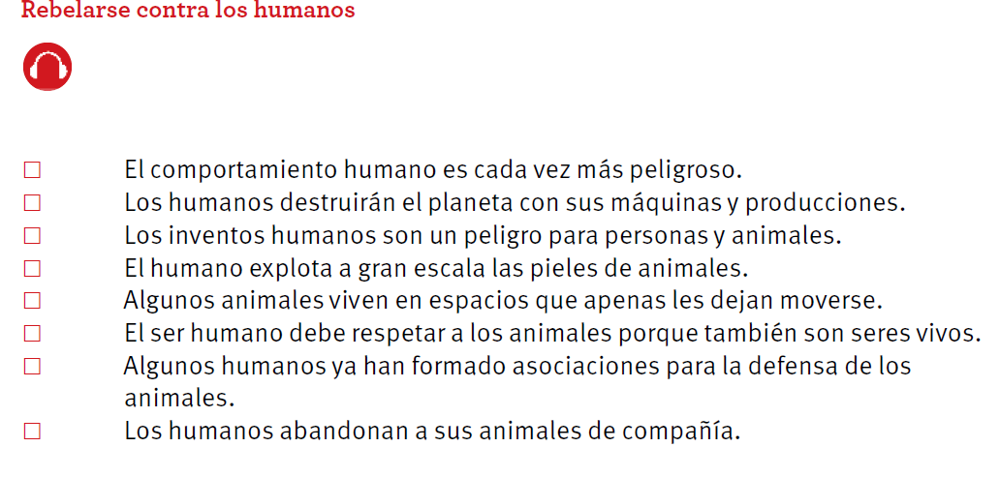 Rebelarse contra los humanos
El comportamiento humano es cada vez más peligroso.
Los humanos destruirán el planeta con sus máquinas y producciones.
Los inventos humanos son un peligro para personas y animales.
El humano explota a gran escala las pieles de animales.
Algunos animales viven en espacios que apenas les dejan moverse.
El ser humano debe respetar a los animales porque también son seres vivos.
Algunos humanos ya han formado asociaciones para la defensa de los
animales.
Los humanos abandonan a sus animales de compañía.